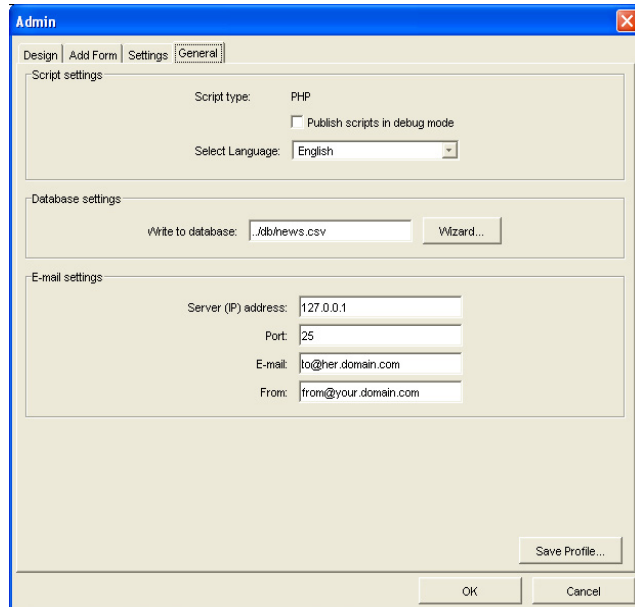 Admin
Design Add Form Settings General
Script settings
Script type: PHP
Publish scripts in debug mode
Select Language: English
Database settings
Write to database: ../db/news.csv Wizard...
E-mail settings
Server (IP) address: 127.0.0.1
Port: 25
E-mail: to@her.domain.com
From: from@your.domain.com
Save Profile...
OK Cancel